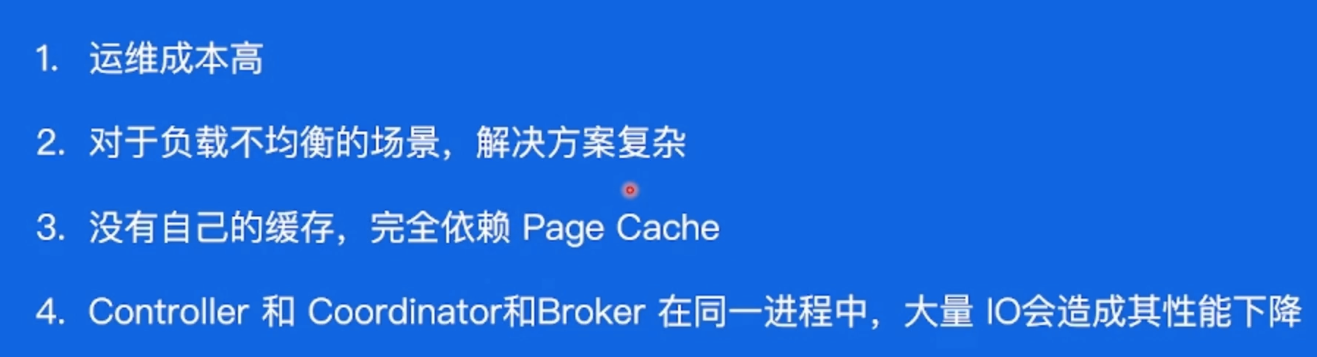 1. 运维成本高
2. 对于负载不均衡的场景，解决方案复杂
3. 没有自己的缓存，完全依赖 Page Cache
4. Controller 和 Coordinator和Broker 在同一进程中，大量 IO会造成其性能下降